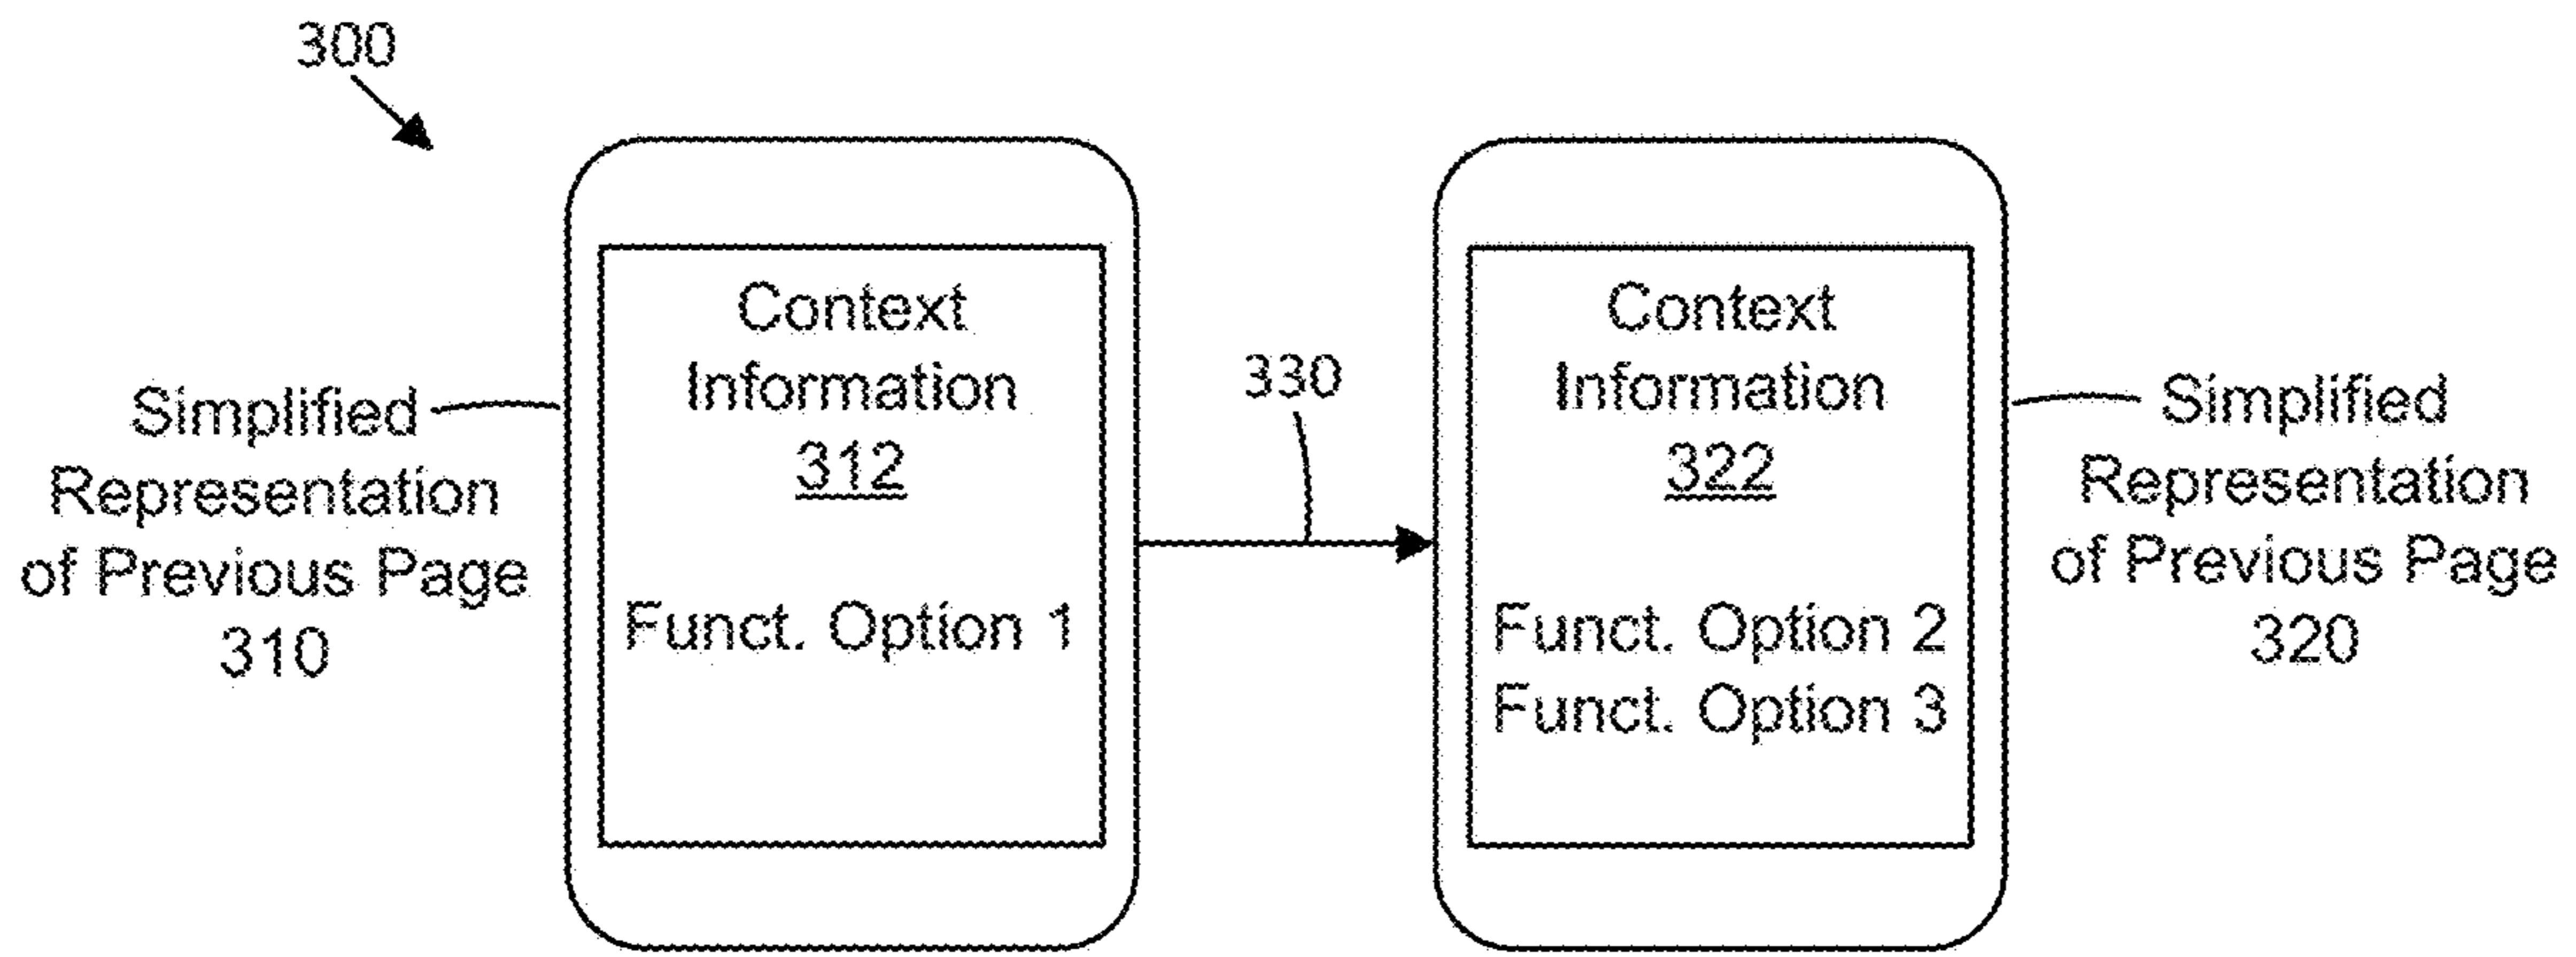 300
Simplified
Representation
of Previous Page
310
Context
Information
312
Funct. Option 1
330
Context
Information
322
Funct. Option 2
Funct. Option 3
Simplified
Representation
of Previous Page
320